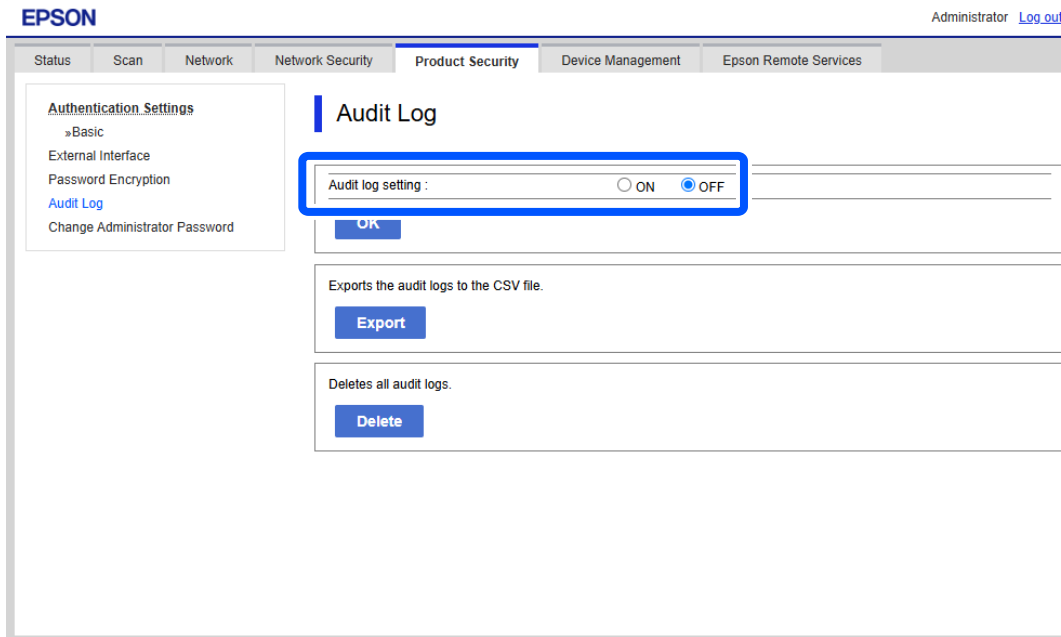 EPSON
Administrator Log out
Status Scan Network Network Security Product Security Device Management Epson Remote Services
Authentication Settings
»Basic
External Interface
Password Encryption
Audit Log
Change Administrator Password
Audit Log
Audit log setting : ON OFF
OK
Exports the audit logs to the CSV file.
Export
Deletes all audit logs.
Delete